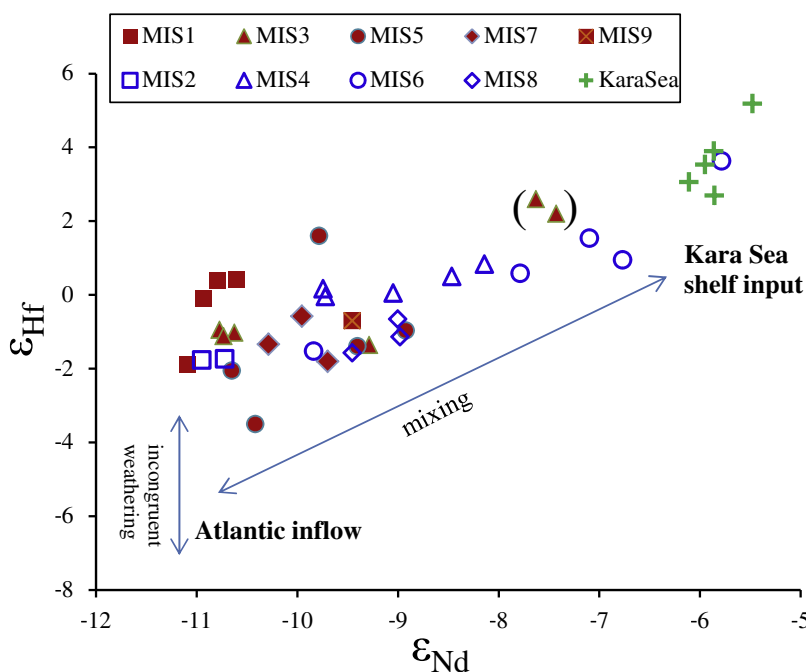 MIS1 MIS3 MIS5 MIS7 MIS9
MIS2 MIS4 MIS6 MIS8 KaraSea
6
4
2
0
-2
-4
-6
-8
εHf
( )
Kara Sea
shelf input
mixing
incongruent
weathering
Atlantic inflow
-12 -11 -10 -9 -8 -7 -6 -5
εNd